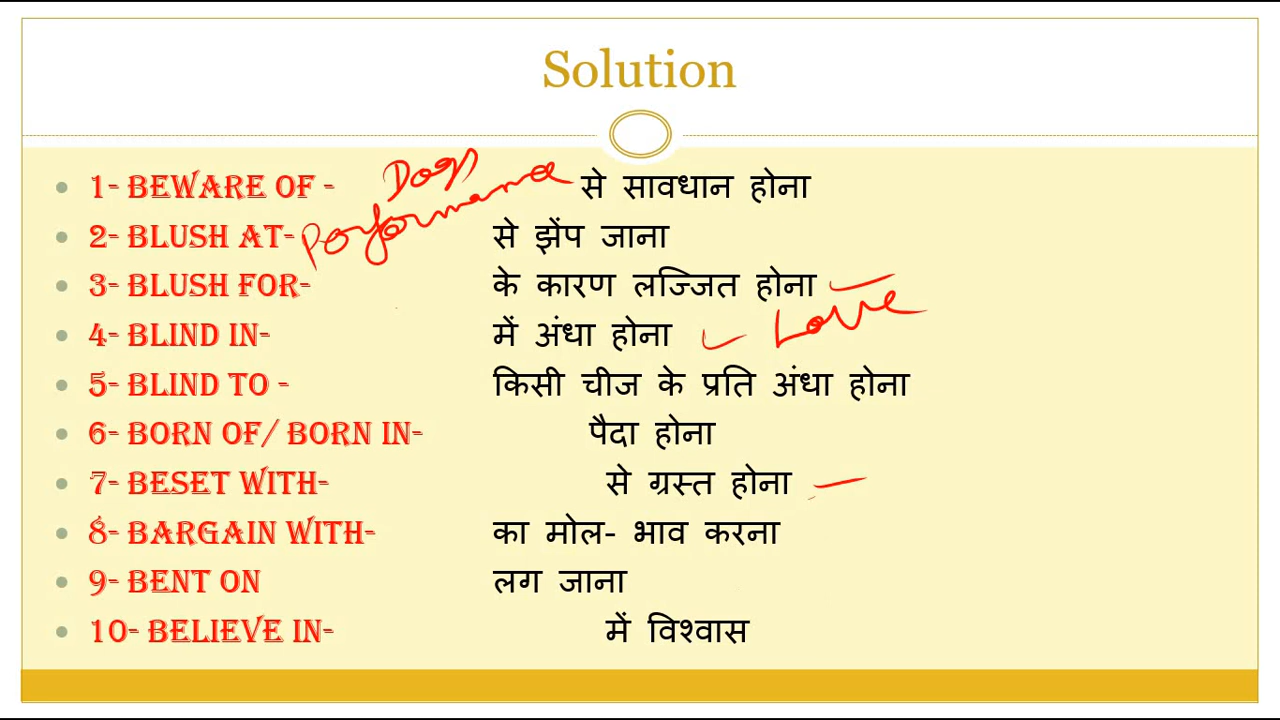 Solution
1- BEWARE OF - Dogs से सावधान होना
2- BLUSH AT- Performance से झेंप जाना
3- BLUSH FOR- के कारण लज्जित होना
4- BLIND IN- में अंधा होना Love
5- BLIND TO - किसी चीज के प्रति अंधा होना
6- BORN OF/ BORN IN- पैदा होना
7- BESET WITH- से ग्रस्त होना
8- BARGAIN WITH- का मोल- भाव करना
9- BENT ON लग जाना
10- BELIEVE IN- में विश्वास